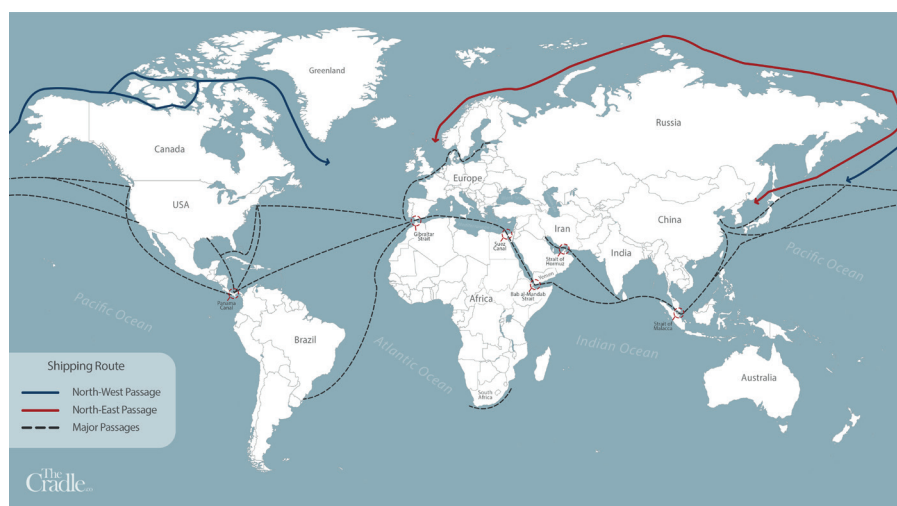 Greenland
Russia
Canada
Europe
USA
China
Gibraltar
Strait
Suez
Canal
Iran
Strait of
Hormuz
India
Pacific Ocean
Yemen
Bab al-Mandab
Strait
Africa
Panama
Canal
Pacific Ocean
Strait of
Malacca
Brazil
Atlantic Ocean
Indian Ocean
Australia
South
Africa
Shipping Route
North-West Passage
North-East Passage
Major Passages
The
Cradle